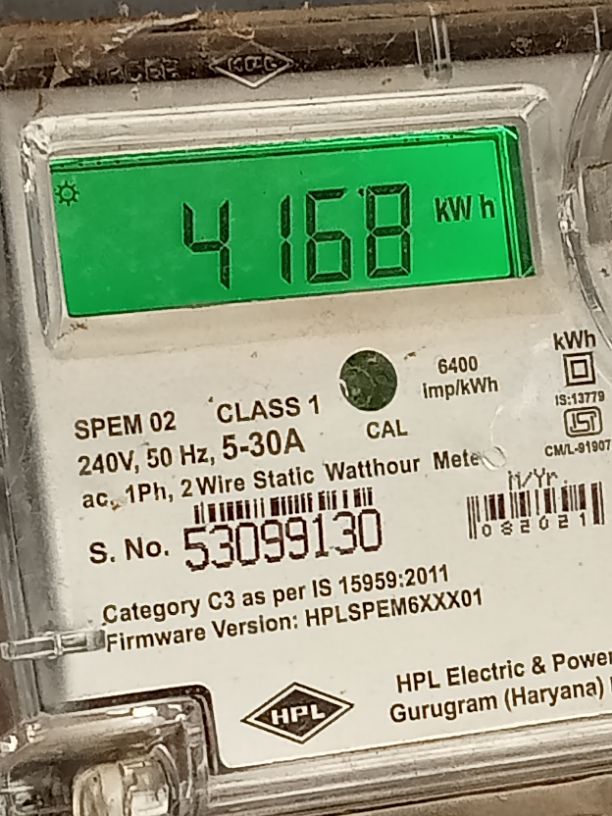 4168 kWh
6400
imp/kWh
kWh
IS:13779
CM/L-91907
SPEM 02 CLASS 1
CAL
240V, 50 Hz, 5-30A
ac, 1Ph, 2 Wire Static Watthour Mete
M/Yr.
082021
S. No. 53099130
Category C3 as per IS 15959:2011
Firmware Version: HPLSPEM6XXX01
HPL
HPL Electric & Power
Gurugram (Haryana)